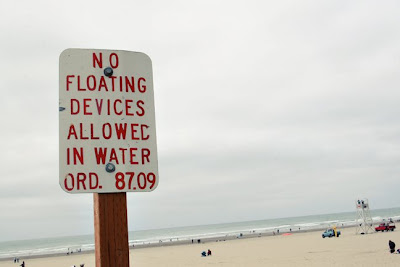 NO
FLOATING
DEVICES
ALLOWED
IN WATER
ORD. 87.09